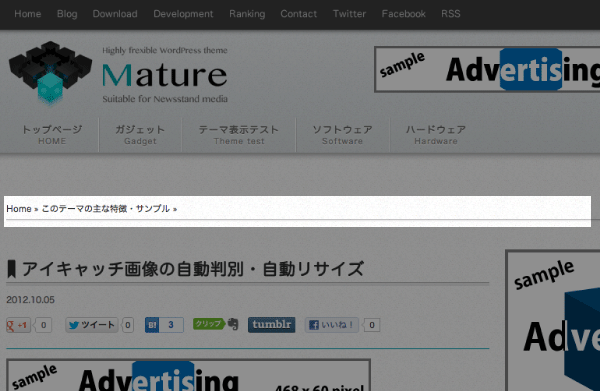 Home Blog Download Development Ranking Contact Twitter Facebook RSS
Highly frexible WordPress theme
Mature
Suitable for Newsstand media
sample
Advertising
トップページ ガジェット テーマ表示テスト ソフトウェア ハードウェア
HOME Gadget Theme test Software Hardware
Home » このテーマの主な特徴・サンプル »
アイキャッチ画像の自動判別・自動リサイズ
2012.10.05
g +1 0 ツイート 0 B! 3 クリップ tumblr f いいね！ 0
sample
Advertising
468 x 60 pixel
sample
Adv